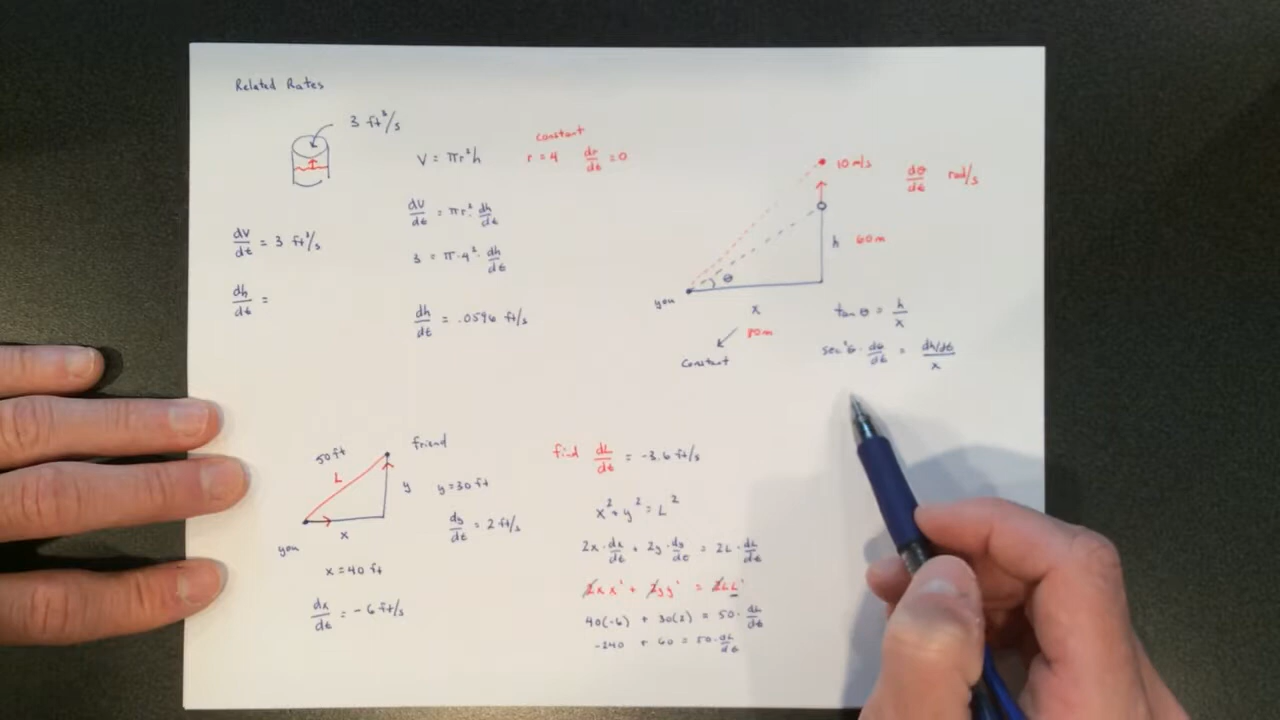 Related Rates
3 ft³/s
V = πr²h
constant
r = 4 dr/dt = 0
dV/dt = 3 ft³/s
dh/dt =
dV/dt = πr² · dh/dt
3 = π·4² · dh/dt
dh/dt = .0596 ft/s
10 m/s
dθ/dt rad/s
h 60m
θ
you
x
80m
constant
tan θ = h/x
sec²θ · dθ/dt = dh/dt / x
50 ft
L
friend
y
y = 30 ft
dy/dt = 2 ft/s
you
x
x = 40 ft
dx/dt = -6 ft/s
find dL/dt = -3.6 ft/s
x² + y² = L²
2x · dx/dt + 2y · dy/dt = 2L · dL/dt
2xx' + 2yy' = 2LL'
40(-6) + 30(2) = 50 · dL/dt
-240 + 60 = 50 · dL/dt